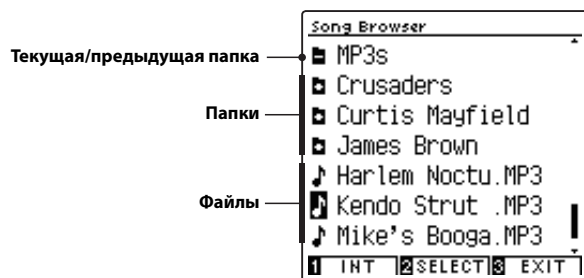 Song Browser
Текущая/предыдущая папка
MP3s
Папки
Crusaders
Curtis Mayfield
James Brown
Файлы
Harlem Noctu.MP3
Kendo Strut .MP3
Mike's Booga.MP3
1 INT 2 SELECT 3 EXIT